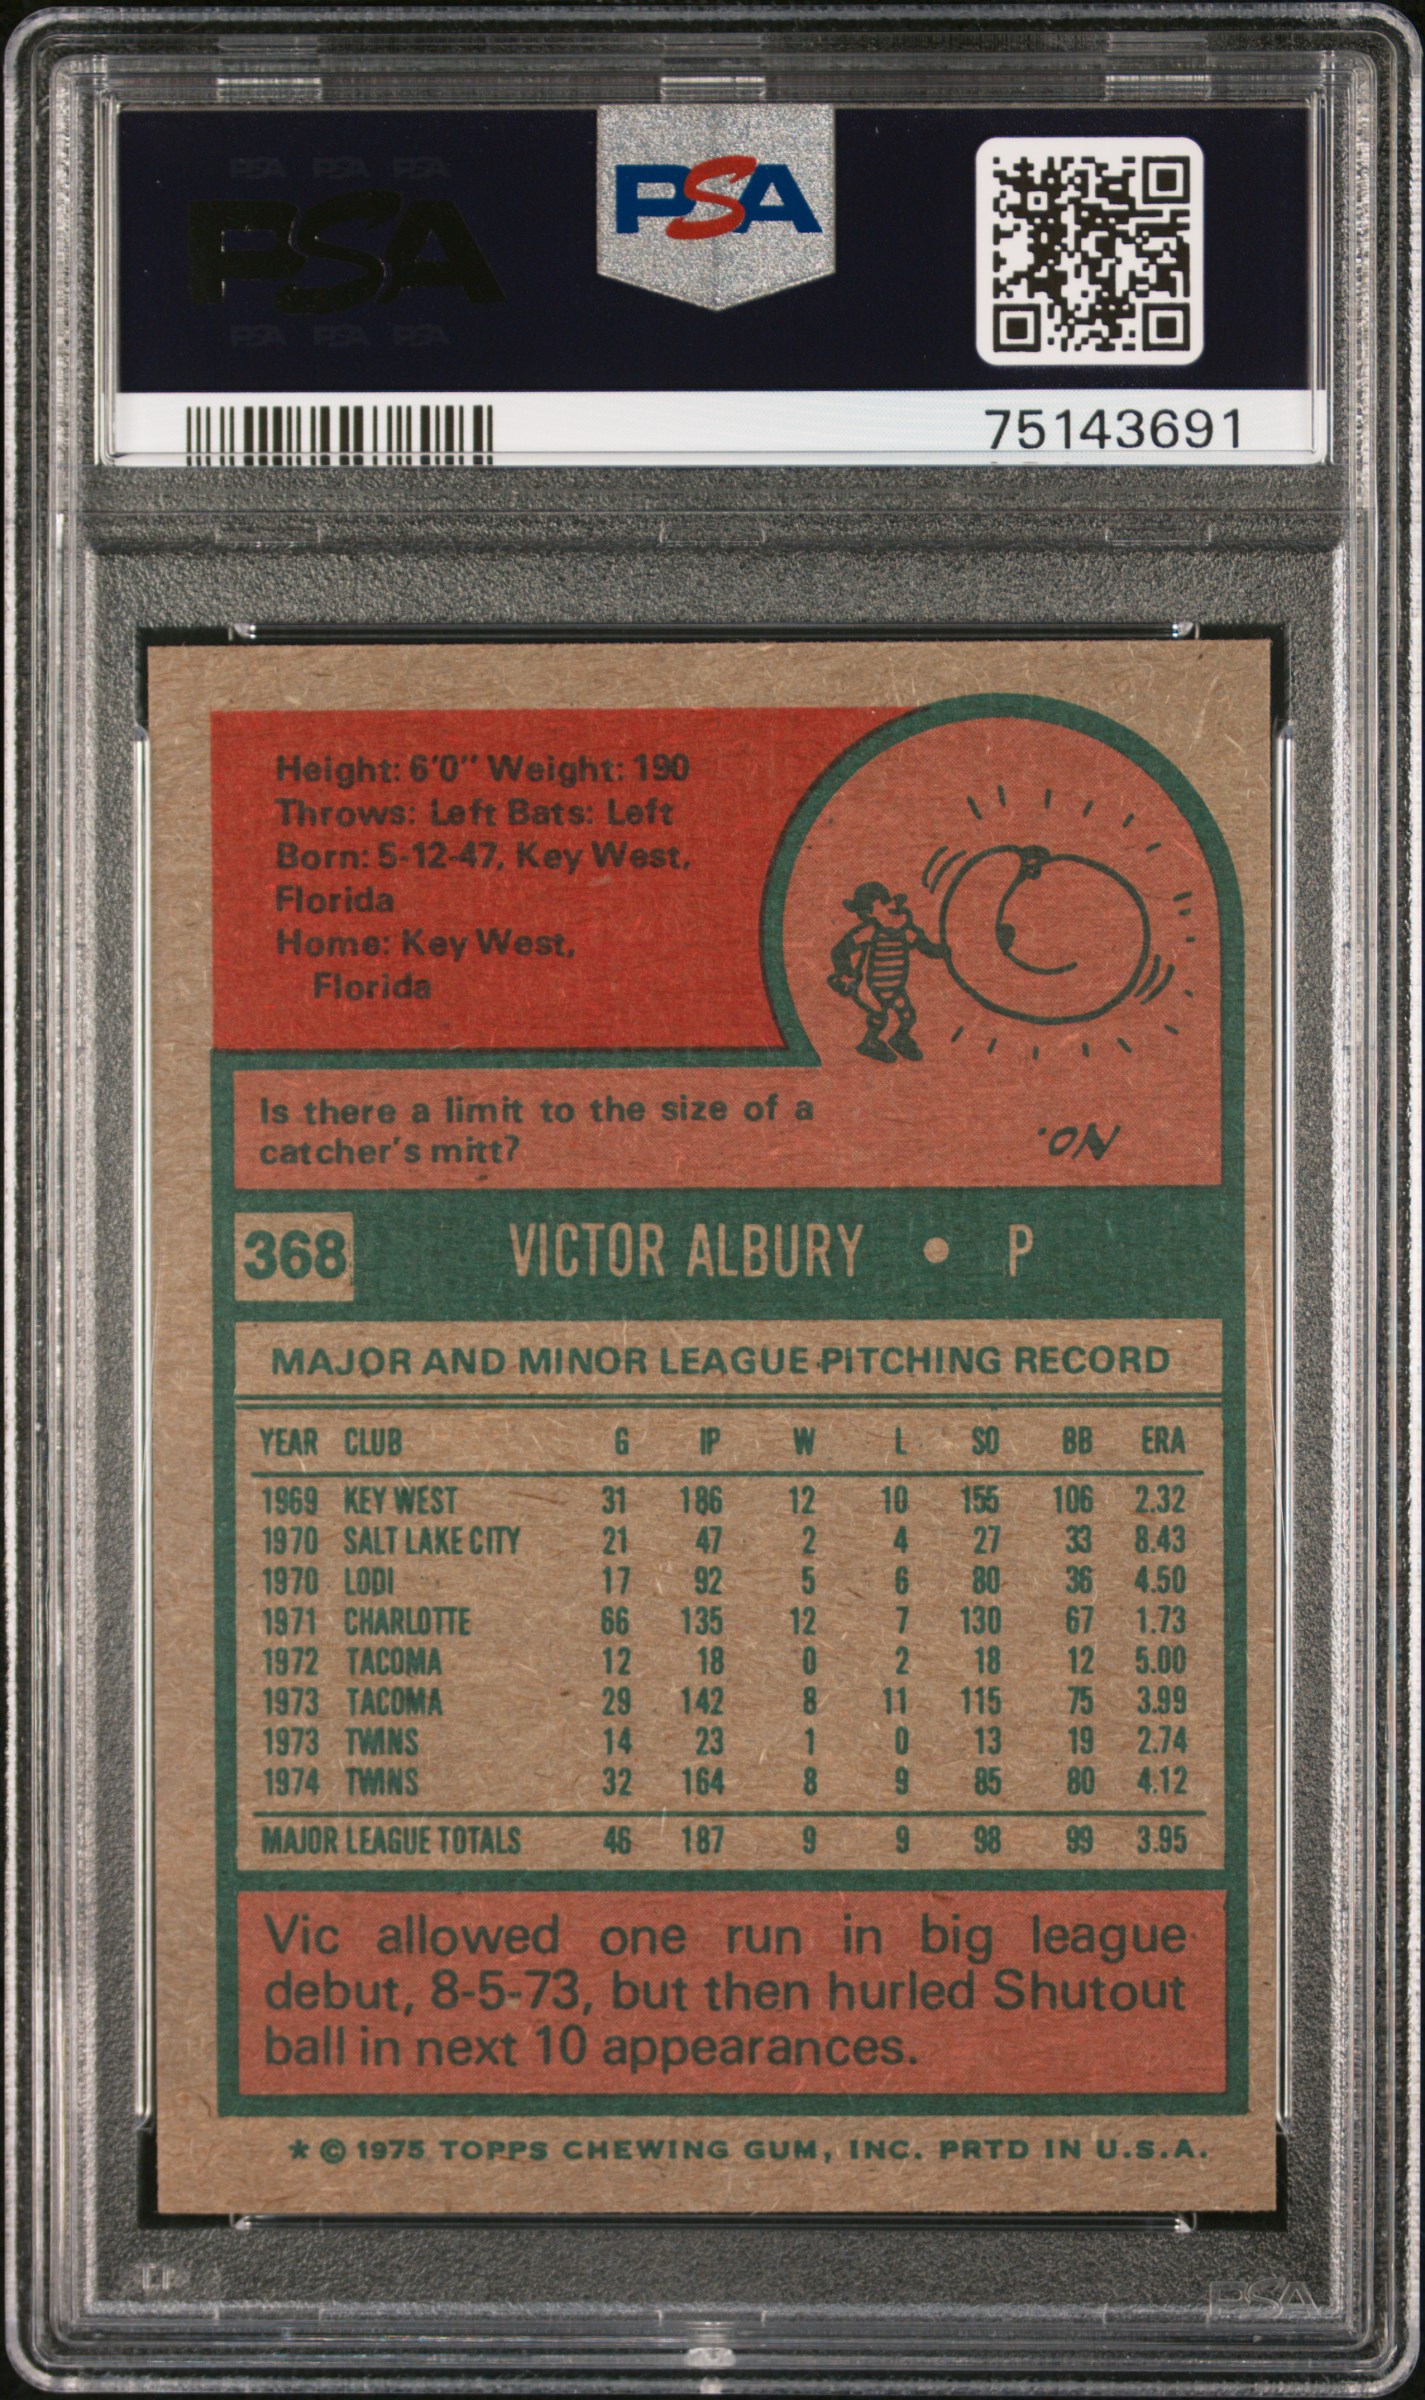 PSA PSA PSA
PSA
PSA PSA PSA
PSA
75143691
Height: 6'0" Weight: 190
Throws: Left Bats: Left
Born: 5-12-47, Key West,
Florida
Home: Key West,
Florida
Is there a limit to the size of a
catcher's mitt?
No.
368 VICTOR ALBURY • P
MAJOR AND MINOR LEAGUE PITCHING RECORD
YEAR CLUB G IP W L SO BB ERA
1969 KEY WEST 31 186 12 10 155 106 2.32
1970 SALT LAKE CITY 21 47 2 4 27 33 8.43
1970 LODI 17 92 5 6 80 36 4.50
1971 CHARLOTTE 66 135 12 7 130 67 1.73
1972 TACOMA 12 18 0 2 18 12 5.00
1973 TACOMA 29 142 8 11 115 75 3.99
1973 TWINS 14 23 1 0 13 19 2.74
1974 TWINS 32 164 8 9 85 80 4.12
MAJOR LEAGUE TOTALS 46 187 9 9 98 99 3.95
Vic allowed one run in big league
debut, 8-5-73, but then hurled Shutout
ball in next 10 appearances.
* © 1975 TOPPS CHEWING GUM, INC. PRTD IN U.S.A.
PSA